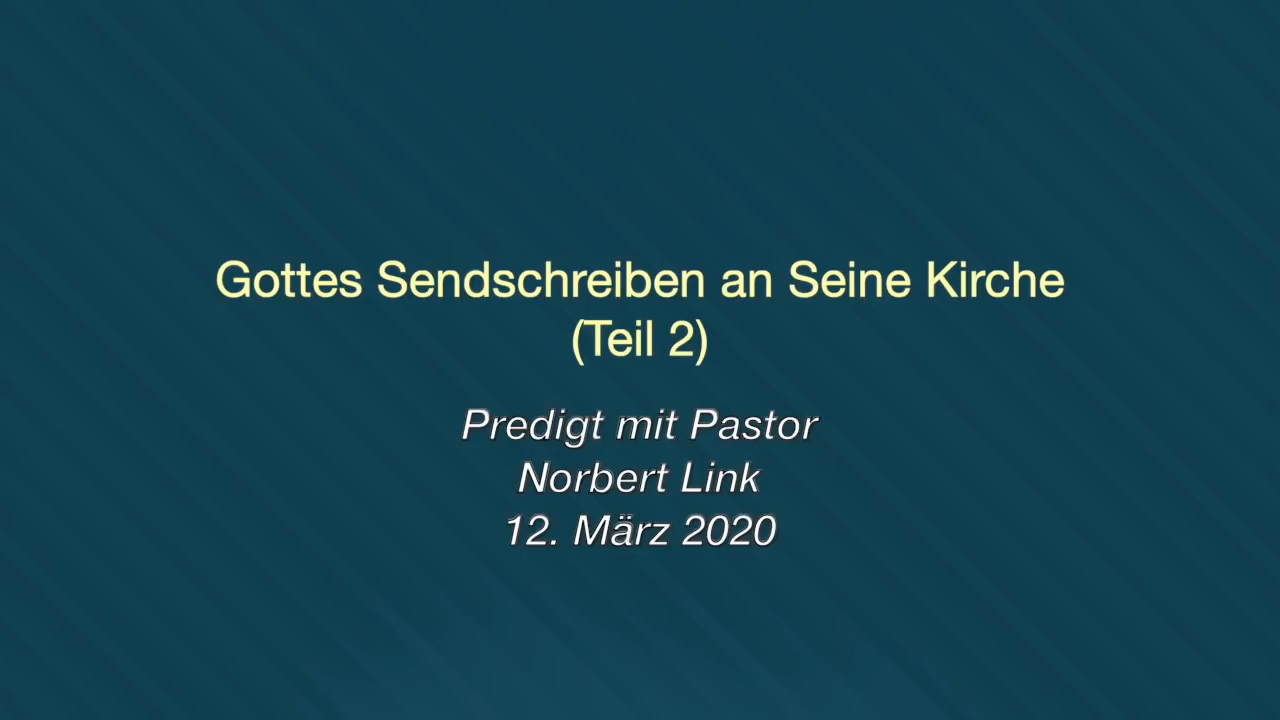 Gottes Sendschreiben an Seine Kirche
(Teil 2)
Predigt mit Pastor
Norbert Link
12. März 2020